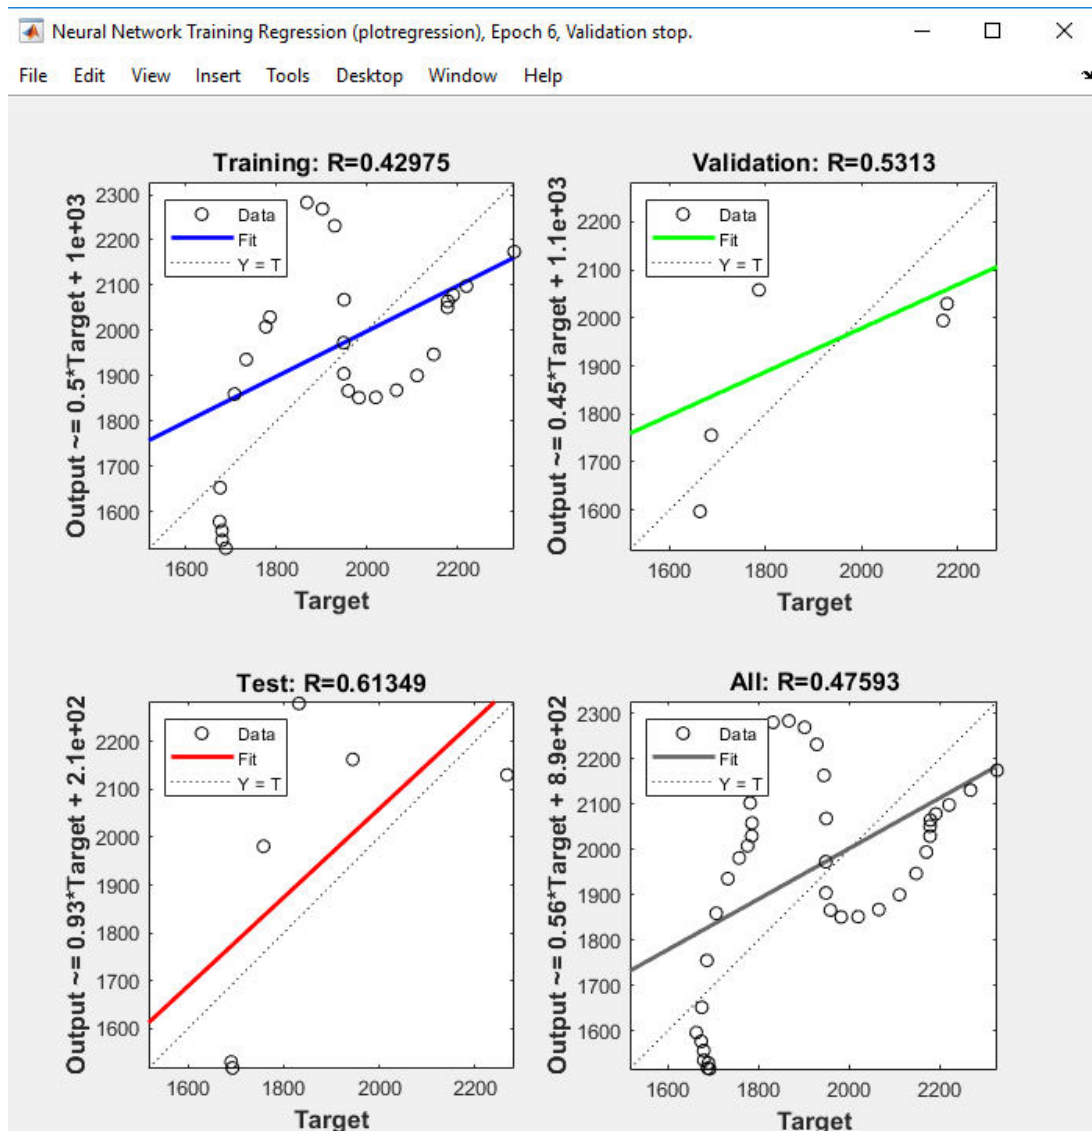 Neural Network Training Regression (plotregression), Epoch 6, Validation stop.
File Edit View Insert Tools Desktop Window Help
Training: R=0.42975
Output ~= 0.5*Target + 1e+03
2300
2200
2100
2000
1900
1800
1700
1600
Data
Fit
Y = T
1600 1800 2000 2200
Target
Validation: R=0.5313
Output ~= 0.45*Target + 1.1e+03
2200
2100
2000
1900
1800
1700
1600
Data
Fit
Y = T
1600 1800 2000 2200
Target
Test: R=0.61349
Output ~= 0.93*Target + 2.1e+02
2200
2100
2000
1900
1800
1700
1600
Data
Fit
Y = T
1600 1800 2000 2200
Target
All: R=0.47593
Output ~= 0.56*Target + 8.9e+02
2300
2200
2100
2000
1900
1800
1700
1600
Data
Fit
Y = T
1600 1800 2000 2200
Target